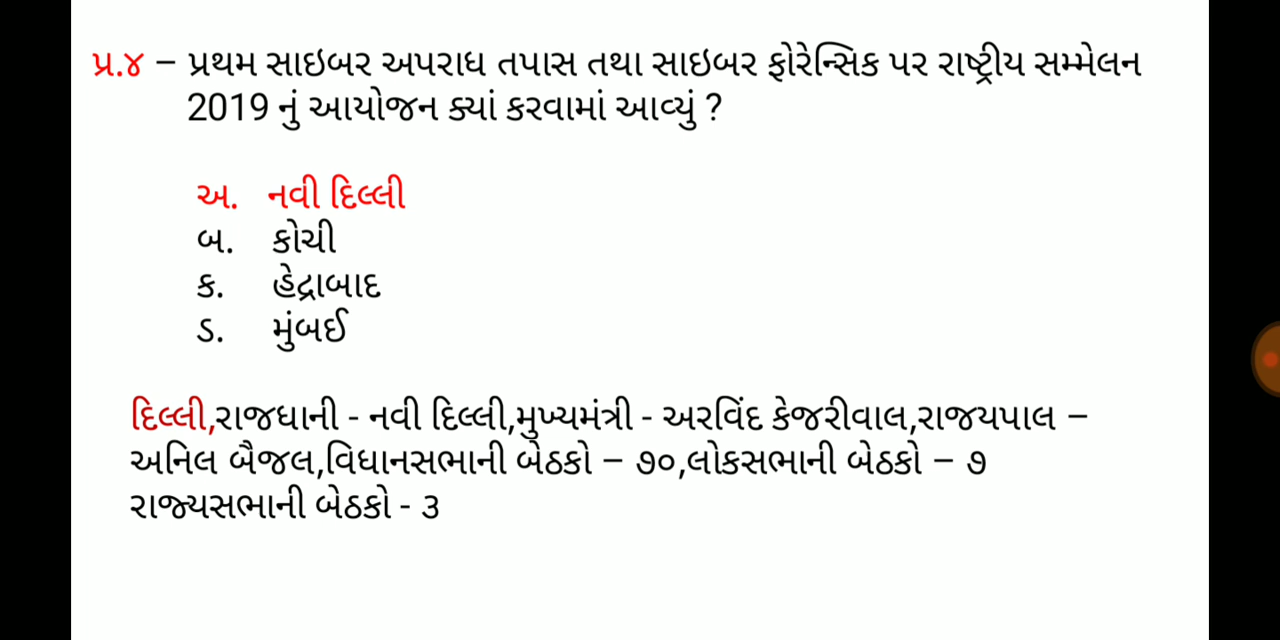 પ્ર.૪ – પ્રથમ સાઇબર અપરાધ તપાસ તથા સાઇબર ફોરેન્સિક પર રાષ્ટ્રીય સમ્મેલન
2019 નું આયોજન ક્યાં કરવામાં આવ્યું ?
અ. નવી દિલ્લી
બ. કોચી
ક. હેદ્રાબાદ
ડ. મુંબઈ
દિલ્લી,રાજધાની - નવી દિલ્લી,મુખ્યમંત્રી - અરવિંદ કેજરીવાલ,રાજયપાલ –
અનિલ બૈજલ,વિધાનસભાની બેઠકો – ૭૦,લોકસભાની બેઠકો – ૭
રાજ્યસભાની બેઠકો - ૩